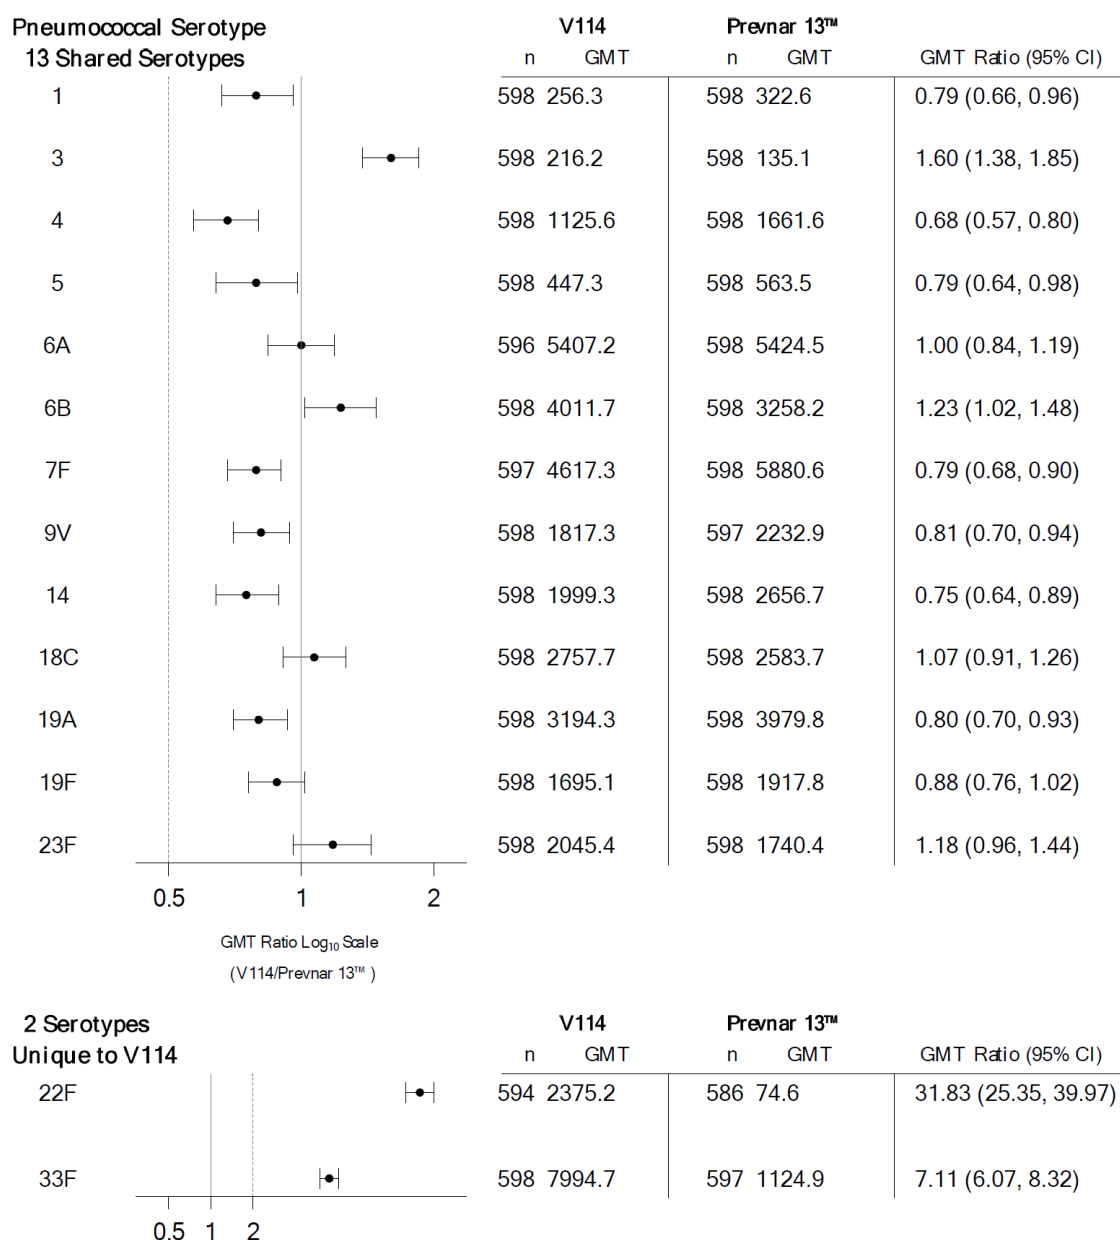 Pneumococcal Serotype V114 Prevnar 13™
13 Shared Serotypes n GMT n GMT GMT Ratio (95% CI)
1 598 256.3 598 322.6 0.79 (0.66, 0.96)
3 598 216.2 598 135.1 1.60 (1.38, 1.85)
4 598 1125.6 598 1661.6 0.68 (0.57, 0.80)
5 598 447.3 598 563.5 0.79 (0.64, 0.98)
6A 596 5407.2 598 5424.5 1.00 (0.84, 1.19)
6B 598 4011.7 598 3258.2 1.23 (1.02, 1.48)
7F 597 4617.3 598 5880.6 0.79 (0.68, 0.90)
9V 598 1817.3 597 2232.9 0.81 (0.70, 0.94)
14 598 1999.3 598 2656.7 0.75 (0.64, 0.89)
18C 598 2757.7 598 2583.7 1.07 (0.91, 1.26)
19A 598 3194.3 598 3979.8 0.80 (0.70, 0.93)
19F 598 1695.1 598 1917.8 0.88 (0.76, 1.02)
23F 598 2045.4 598 1740.4 1.18 (0.96, 1.44)
0.5 1 2
GMT Ratio Log₁₀ Scale
(V114/Prevnar 13™)
2 Serotypes V114 Prevnar 13™
Unique to V114 n GMT n GMT GMT Ratio (95% CI)
22F 594 2375.2 586 74.6 31.83 (25.35, 39.97)
33F 598 7994.7 597 1124.9 7.11 (6.07, 8.32)
0.5 1 2